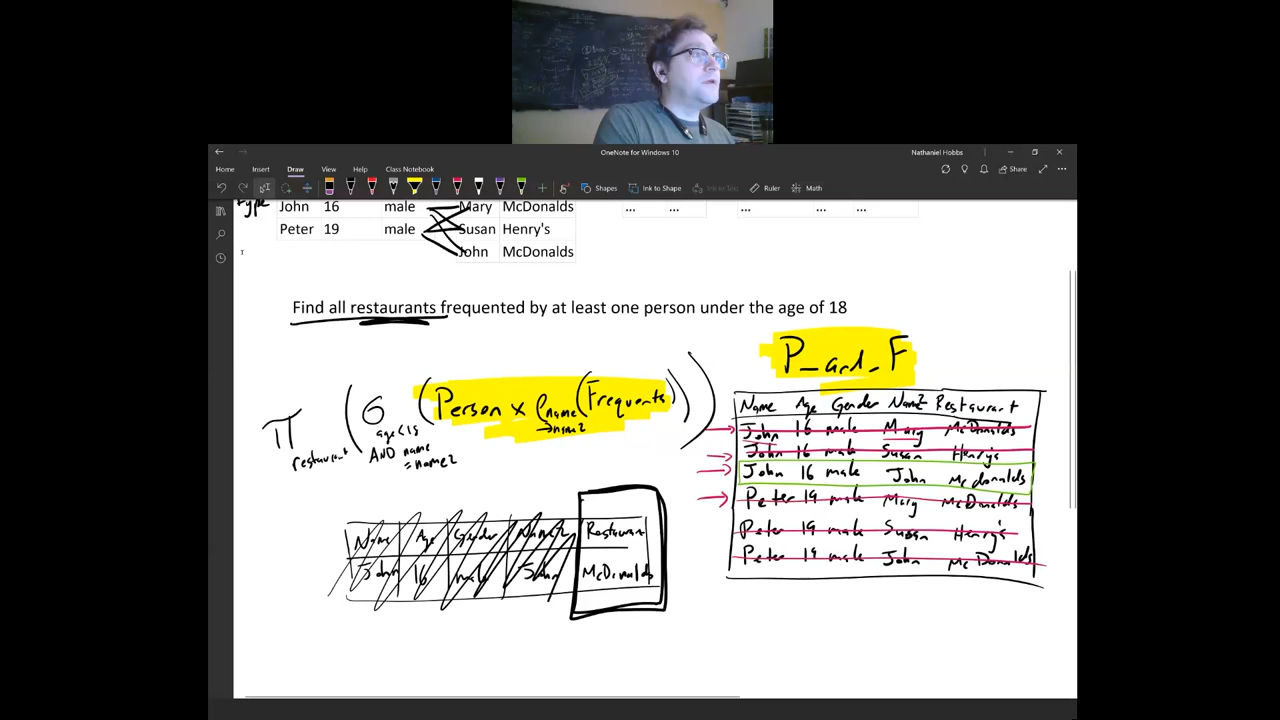 OneNote for Windows 10
Nathaniel Hobbs
Home Insert Draw View Help Class Notebook
Share
Shapes Ink to Shape Ink to Text Ruler Math
type John 16 male Mary McDonalds ... ... ... ... ...
Peter 19 male Susan Henry's
John McDonalds
Find all restaurants frequented by at least one person under the age of 18
P_and_F
π restaurant (σ age<18 AND name = name2 (Person × ρ name → name2 (Frequents)))
Name Age Gender Name2 Restaurant
John 16 male Mary McDonalds
John 16 male Susan Henry's
John 16 male John Mcdonalds
Peter 19 male Mary McDonalds
Peter 19 male Susan Henry's
Peter 19 male John McDonalds
Name Age Gender Name2 Restaurant
John 16 male John McDonalds